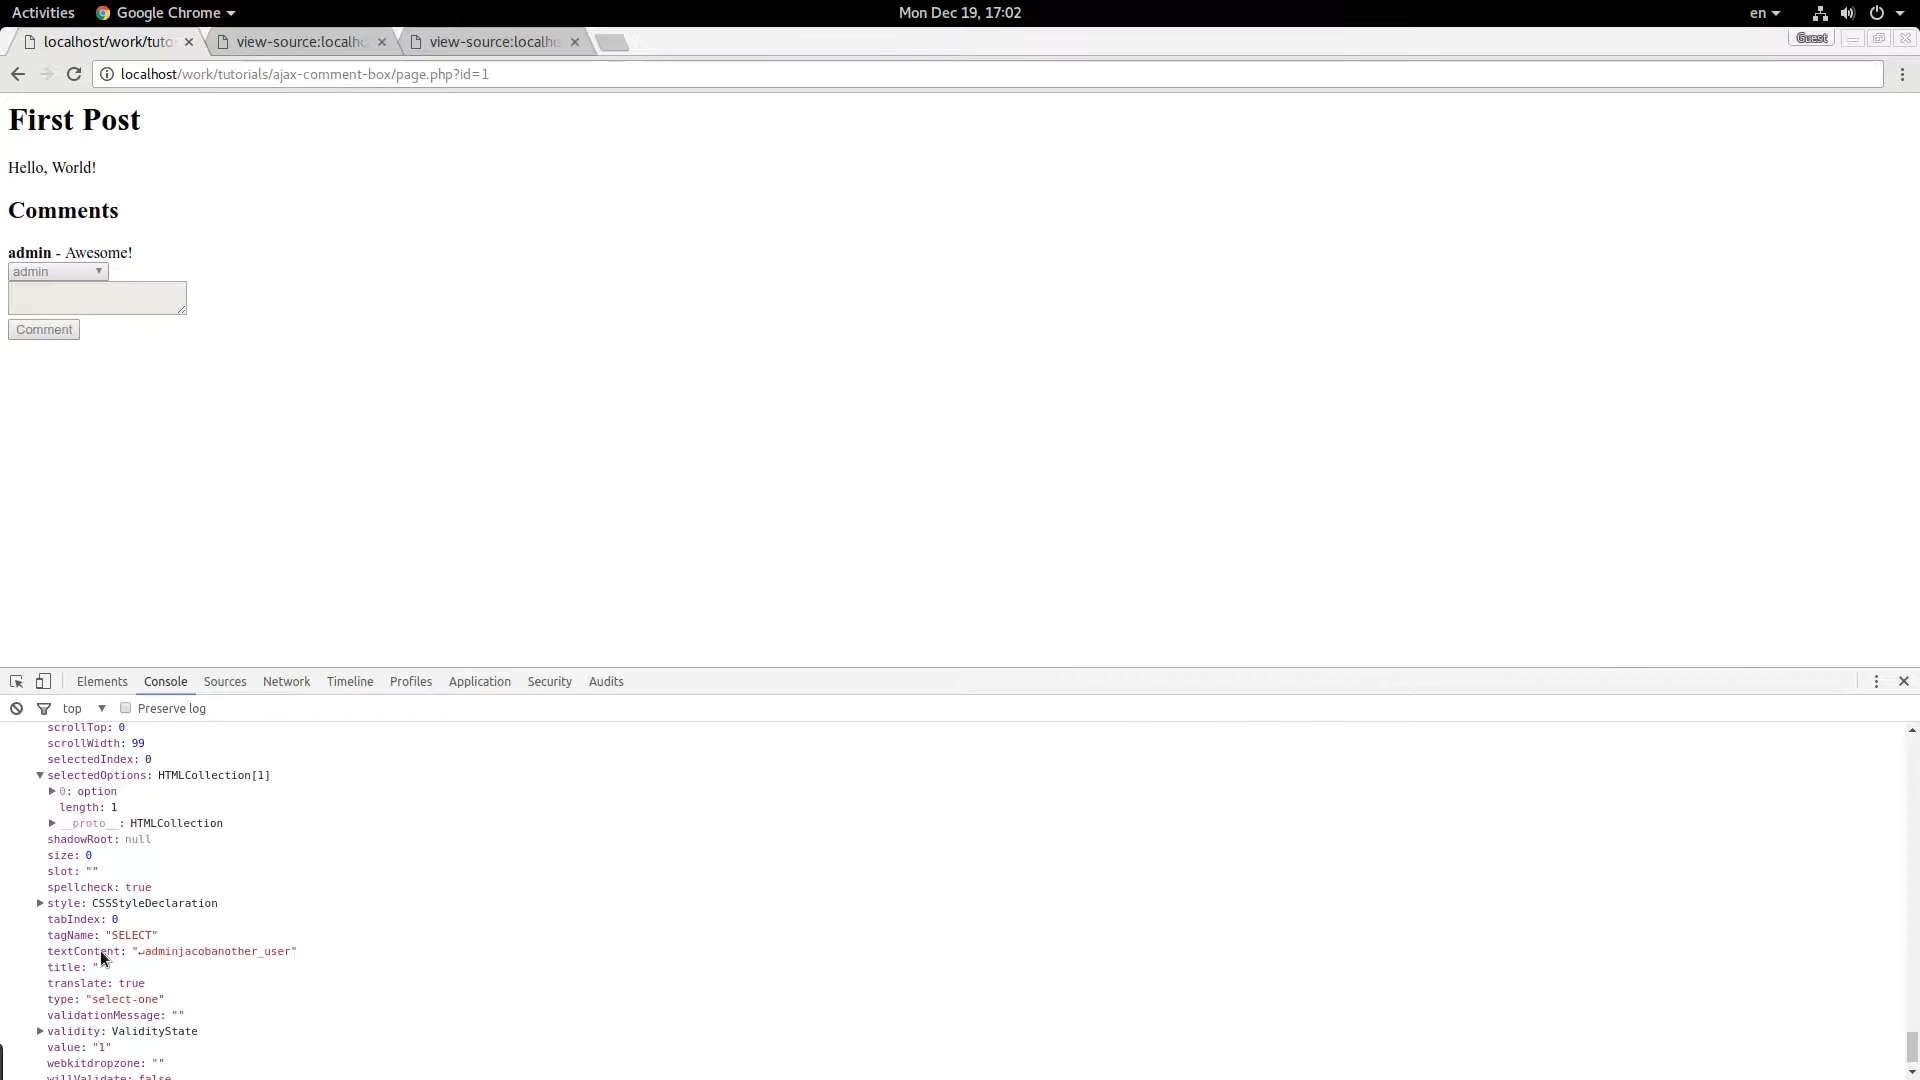 Activities Google Chrome Mon Dec 19, 17:02 en
localhost/work/tuto view-source:localho view-source:localho Guest
localhost/work/tutorials/ajax-comment-box/page.php?id=1
First Post
Hello, World!
Comments
admin - Awesome!
admin
Comment
Elements Console Sources Network Timeline Profiles Application Security Audits
top Preserve log
scrollTop: 0
scrollWidth: 99
selectedIndex: 0
selectedOptions: HTMLCollection[1]
0: option
length: 1
__proto__: HTMLCollection
shadowRoot: null
size: 0
slot: ""
spellcheck: true
style: CSSStyleDeclaration
tabIndex: 0
tagName: "SELECT"
textContent: "↵adminjacobanother_user"
title: "
translate: true
type: "select-one"
validationMessage: ""
validity: ValidityState
value: "1"
webkitdropzone: ""
willValidate: false